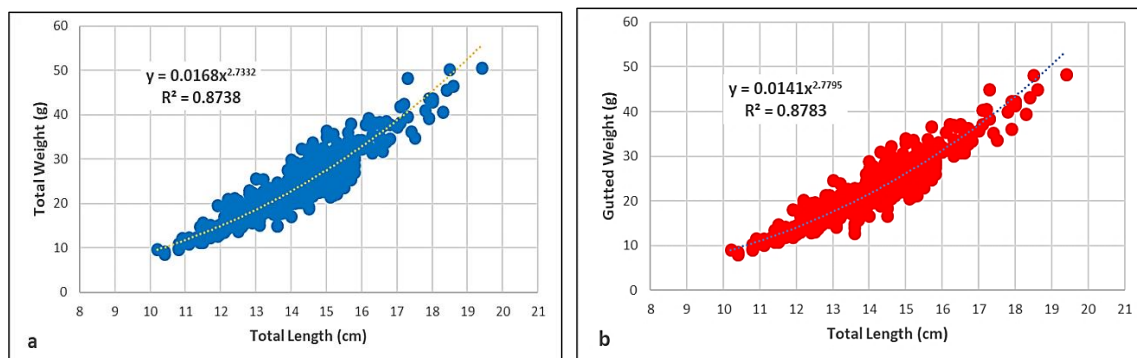 60
50
40
30
20
10
0
Total Weight (g)
y = 0.0168x^2.7332
R² = 0.8738
8 9 10 11 12 13 14 15 16 17 18 19 20 21
Total Length (cm)
a
60
50
40
30
20
10
0
Gutted Weight (g)
y = 0.0141x^2.7795
R² = 0.8783
8 9 10 11 12 13 14 15 16 17 18 19 20 21
Total Length (cm)
b